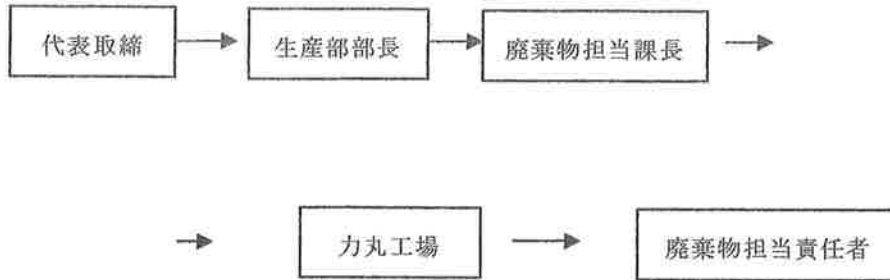 代表取締 → 生産部部長 → 廃棄物担当課長 →
→ 力丸工場 → 廃棄物担当責任者